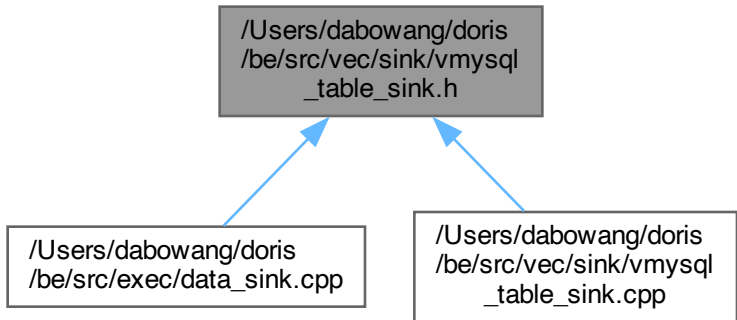 /Users/dabowang/doris
/be/src/vec/sink/vmysql
_table_sink.h
/Users/dabowang/doris
/be/src/exec/data_sink.cpp
/Users/dabowang/doris
/be/src/vec/sink/vmysql
_table_sink.cpp